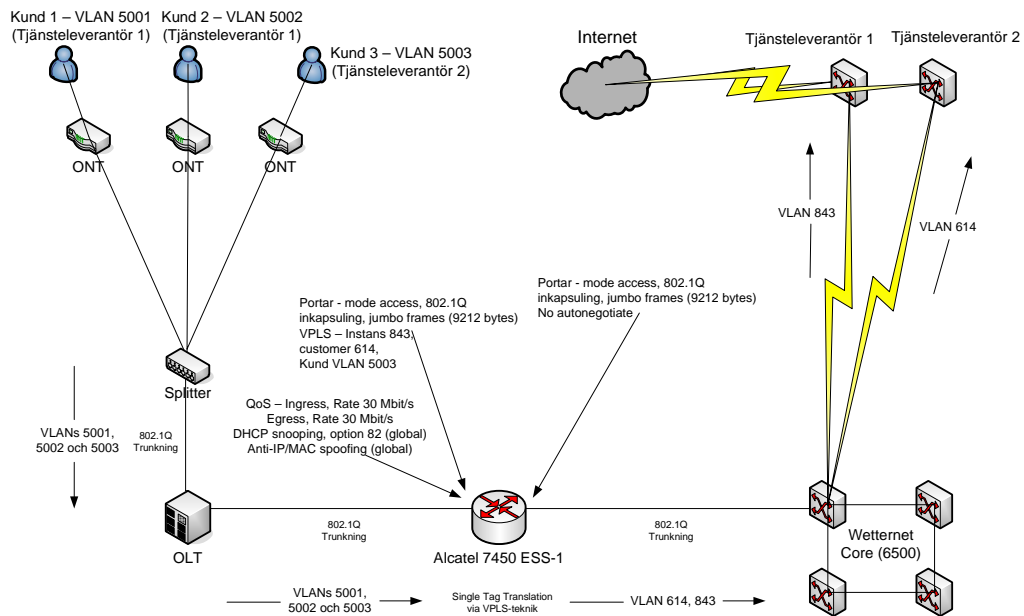 Kund 1 – VLAN 5001
(Tjänsteleverantör 1)
Kund 2 – VLAN 5002
(Tjänsteleverantör 1)
Kund 3 – VLAN 5003
(Tjänsteleverantör 2)
ONT
ONT
ONT
Splitter
VLANs 5001,
5002 och 5003
802.1Q
Trunkning
OLT
Internet
Tjänsteleverantör 1
Tjänsteleverantör 2
VLAN 843
VLAN 614
Portar - mode access, 802.1Q
inkapsuling, jumbo frames (9212 bytes)
VPLS – Instans 843,
customer 614,
Kund VLAN 5003
QoS – Ingress, Rate 30 Mbit/s
Egress, Rate 30 Mbit/s
DHCP snooping, option 82 (global)
Anti-IP/MAC spoofing (global)
Portar - mode access, 802.1Q
inkapsuling, jumbo frames (9212 bytes)
No autonegotiate
802.1Q
Trunkning
Alcatel 7450 ESS-1
802.1Q
Trunkning
Wetternet
Core (6500)
VLANs 5001,
5002 och 5003
Single Tag Translation
via VPLS-teknik
VLAN 614, 843